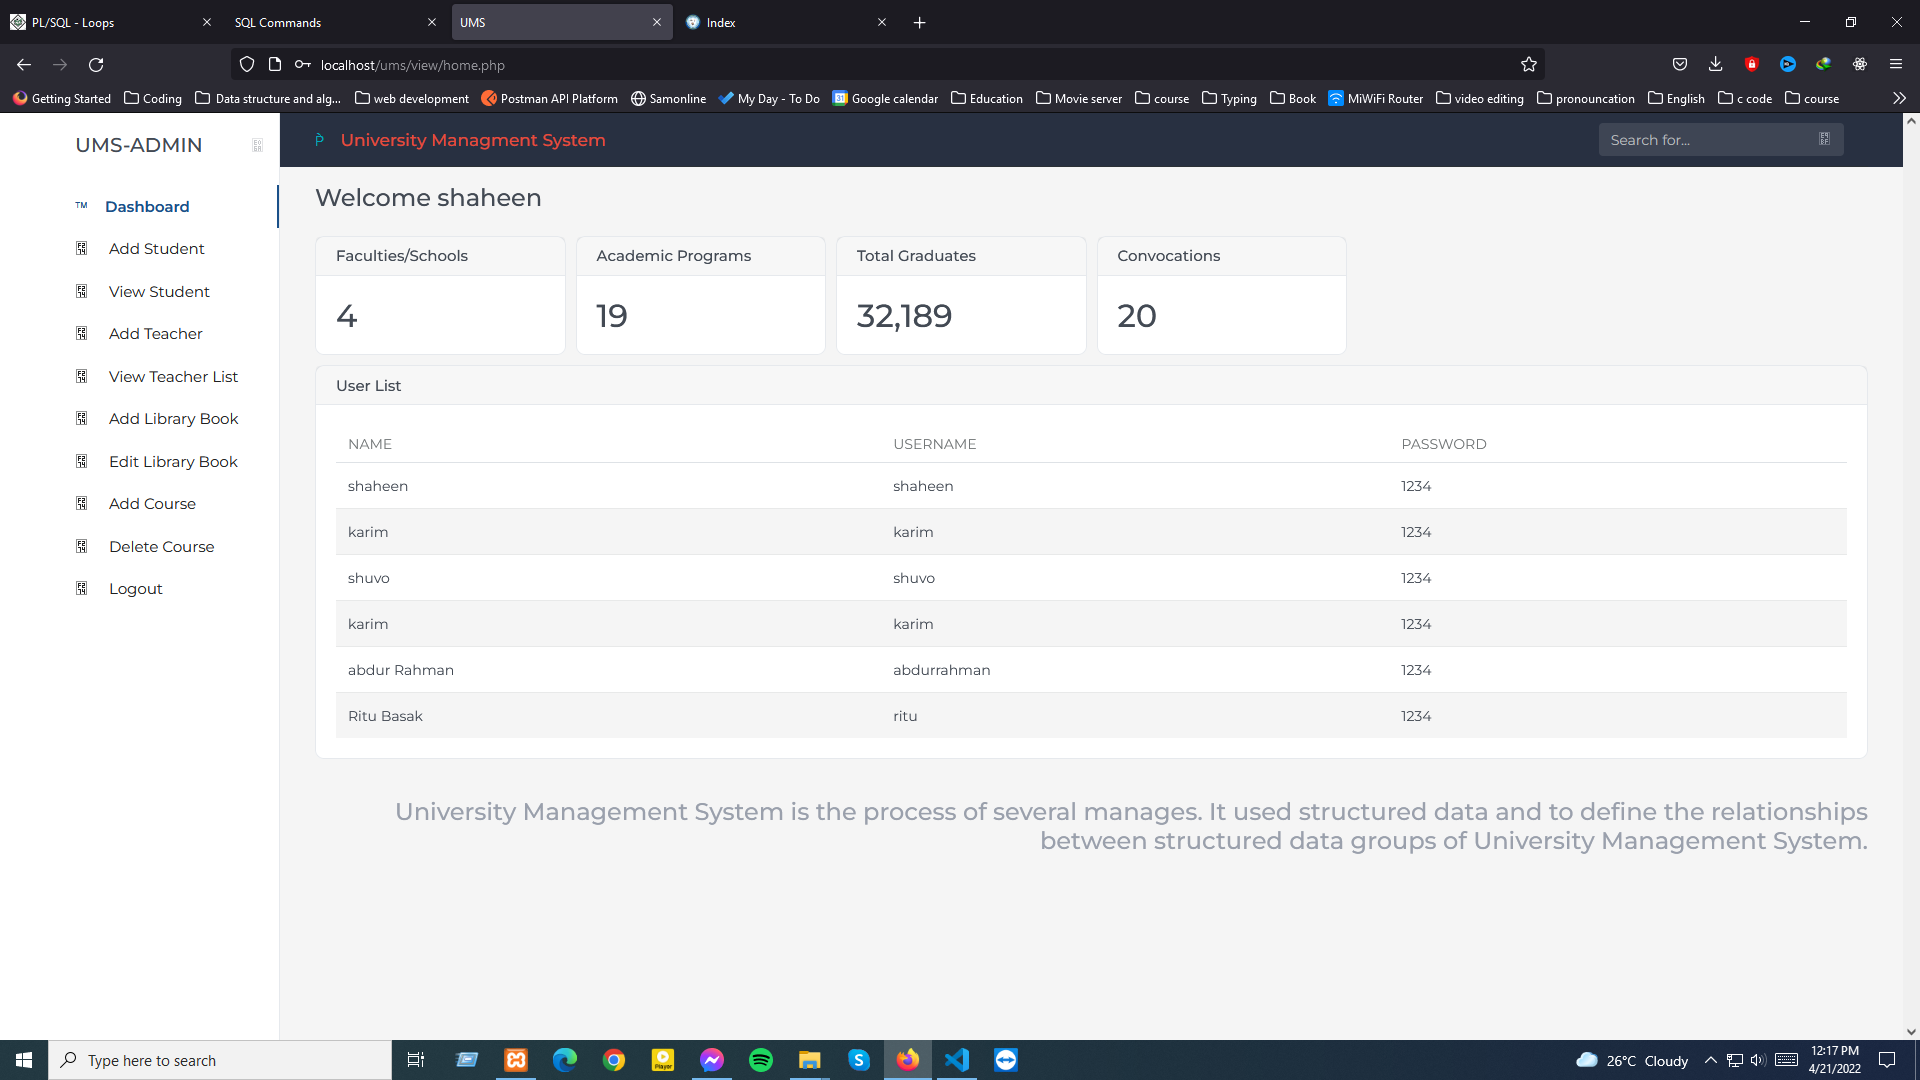 PL/SQL - Loops
SQL Commands
UMS
Index
localhost/ums/view/home.php
Getting Started
Coding
Data structure and alg...
web development
Postman API Platform
Samonline
My Day - To Do
Google calendar
Education
Movie server
course
Typing
Book
MiWiFi Router
video editing
pronouncation
English
c code
course
UMS-ADMIN
University Managment System
Search for...
™ Dashboard
Add Student
View Student
Add Teacher
View Teacher List
Add Library Book
Edit Library Book
Add Course
Delete Course
Logout
Welcome shaheen
Faculties/Schools
4
Academic Programs
19
Total Graduates
32,189
Convocations
20
User List
NAME USERNAME PASSWORD
shaheen shaheen 1234
karim karim 1234
shuvo shuvo 1234
karim karim 1234
abdur Rahman abdurrahman 1234
Ritu Basak ritu 1234
University Management System is the process of several manages. It used structured data and to define the relationships
between structured data groups of University Management System.
Type here to search
26°C Cloudy
12:17 PM
4/21/2022